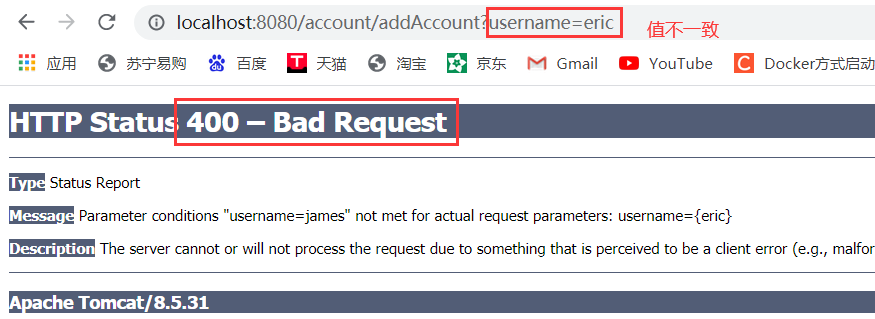 localhost:8080/account/addAccount?username=eric
值不一致
应用 苏宁易购 百度 天猫 淘宝 京东 Gmail YouTube Docker方式启动
HTTP Status 400 – Bad Request
Type Status Report
Message Parameter conditions "username=james" not met for actual request parameters: username={eric}
Description The server cannot or will not process the request due to something that is perceived to be a client error (e.g., malfor
Apache Tomcat/8.5.31